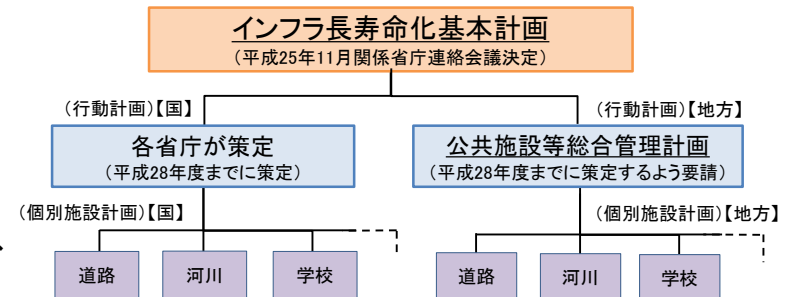 インフラ長寿命化基本計画
（平成25年11月関係省庁連絡会議決定）
（行動計画）【国】
（行動計画）【地方】
各省庁が策定
（平成28年度までに策定）
公共施設等総合管理計画
（平成28年度までに策定するよう要請）
（個別施設計画）【国】
（個別施設計画）【地方】
道路
河川
学校
道路
河川
学校